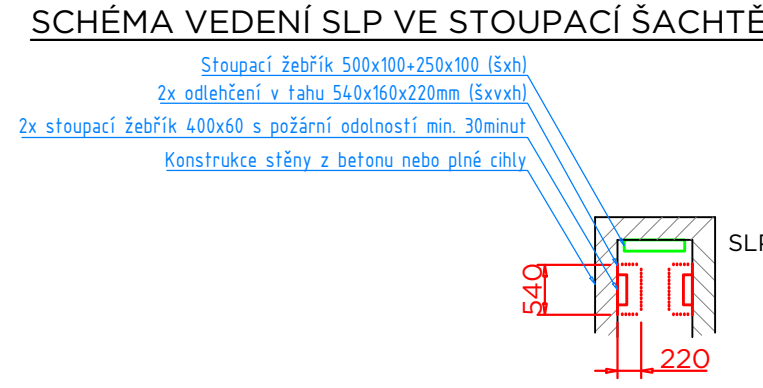 SCHÉMA VEDENÍ SLP VE STOUPACÍ ŠACHTĚ
Stoupací žebřík 500x100+250x100 (šxh)
2x odlehčení v tahu 540x160x220mm (šxvxh)
2x stoupací žebřík 400x60 s požární odolností min. 30minut
Konstrukce stěny z betonu nebo plné cihly
SLP
540
220